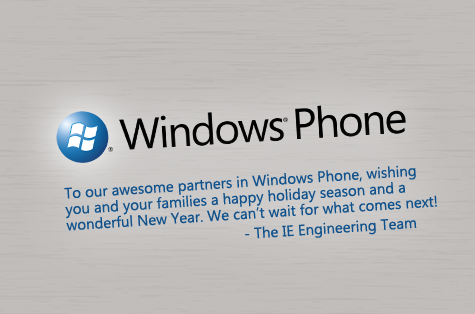 Windows® Phone
To our awesome partners in Windows Phone, wishing
you and your families a happy holiday season and a
wonderful New Year. We can't wait for what comes next!
- The IE Engineering Team